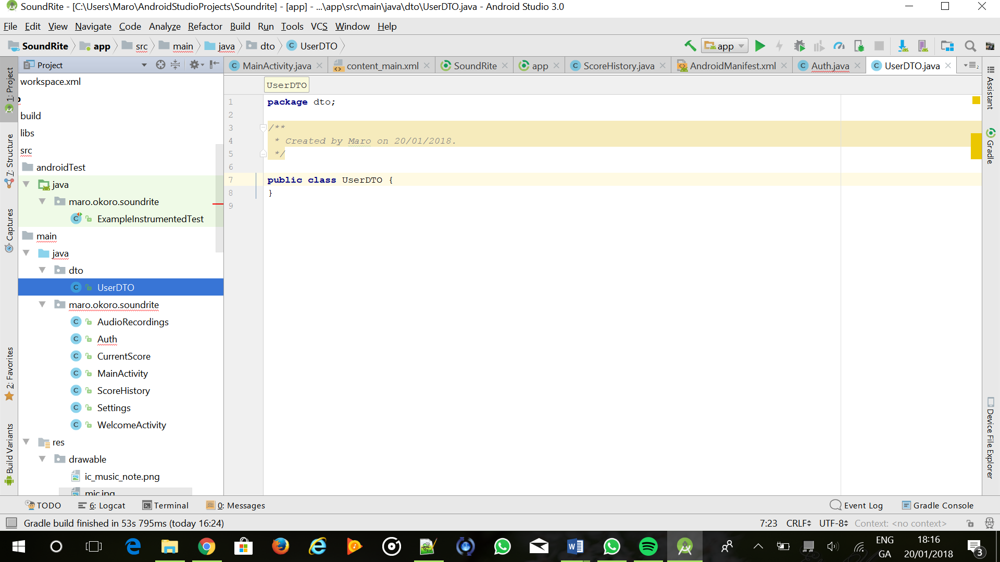 SoundRite - [C:\Users\Maro\AndroidStudioProjects\Soundrite] - [app] - ...\app\src\main\java\dto\UserDTO.java - Android Studio 3.0
File Edit View Navigate Code Analyze Refactor Build Run Tools VCS Window Help
SoundRite app src main java dto UserDTO
app
Project
MainActivity.java content_main.xml SoundRite app ScoreHistory.java AndroidManifest.xml Auth.java UserDTO.java
1: Project
7: Structure
Captures
2: Favorites
Build Variants
workspace.xml
build
libs
src
androidTest
java
maro.okoro.soundrite
ExampleInstrumentedTest
main
java
dto
UserDTO
maro.okoro.soundrite
AudioRecordings
Auth
CurrentScore
MainActivity
ScoreHistory
Settings
WelcomeActivity
res
drawable
ic_music_note.png
mic.jpg
UserDTO
1 package dto;
2
3 /**
4 * Created by Maro on 20/01/2018.
5 */
6
7 public class UserDTO {
8 }
9
Assistant
Gradle
Device File Explorer
TODO 6: Logcat Terminal 0: Messages Event Log Gradle Console
Gradle build finished in 53s 795ms (today 16:24) 7:23 CRLF UTF-8 Context: <no context>
ENG 18:16
GA 20/01/2018 3